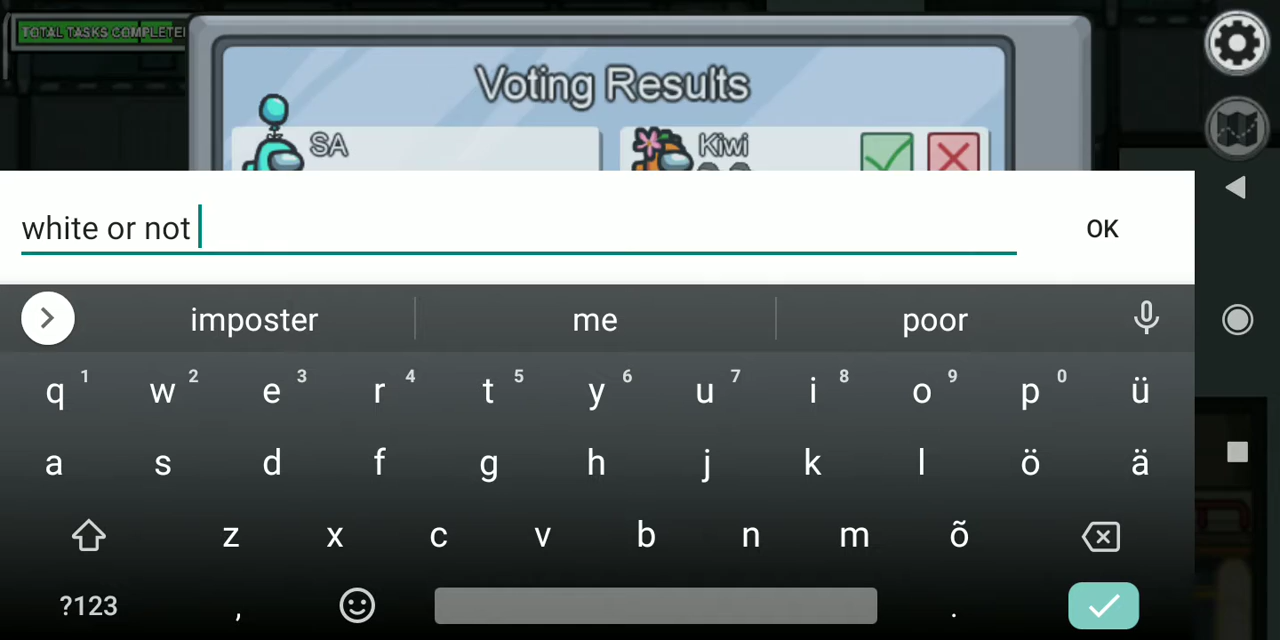 TOTAL TASKS COMPLETE
Voting Results
SA
Kiwi
white or not
OK
imposter
me
poor
q 1 w 2 e 3 r 4 t 5 y 6 u 7 i 8 o 9 p 0 ü
a s d f g h j k l ö ä
z x c v b n m õ
?123 , .